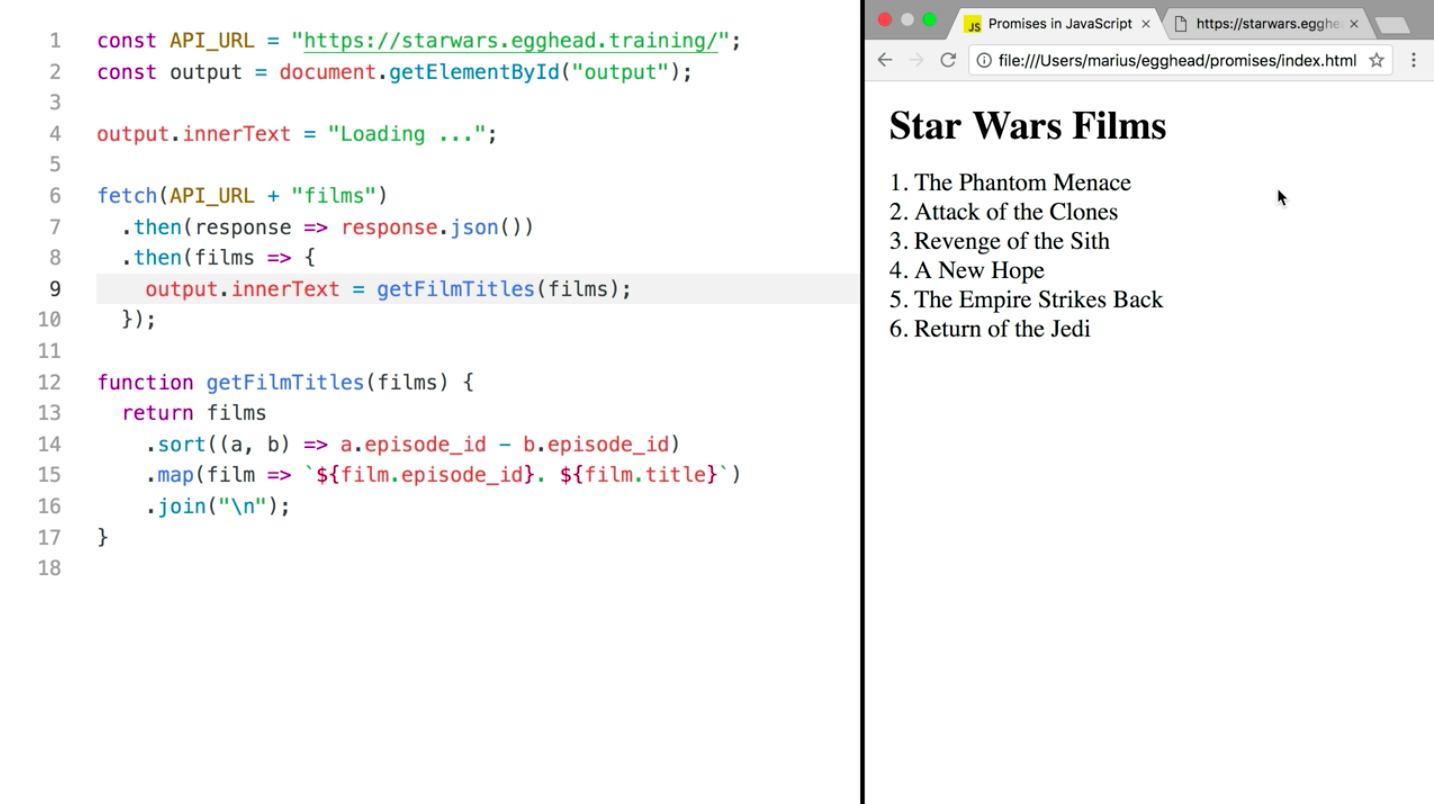 1 const API_URL = "https://starwars.egghead.training/";
2 const output = document.getElementById("output");
3
4 output.innerText = "Loading ...";
5
6 fetch(API_URL + "films")
7 .then(response => response.json())
8 .then(films => {
9 output.innerText = getFilmTitles(films);
10 });
11
12 function getFilmTitles(films) {
13 return films
14 .sort((a, b) => a.episode_id - b.episode_id)
15 .map(film => `${film.episode_id}. ${film.title}`)
16 .join("\n");
17 }
18
JS Promises in JavaScript × https://starwars.egghe ×
file:///Users/marius/egghead/promises/index.html
Star Wars Films
1. The Phantom Menace
2. Attack of the Clones
3. Revenge of the Sith
4. A New Hope
5. The Empire Strikes Back
6. Return of the Jedi